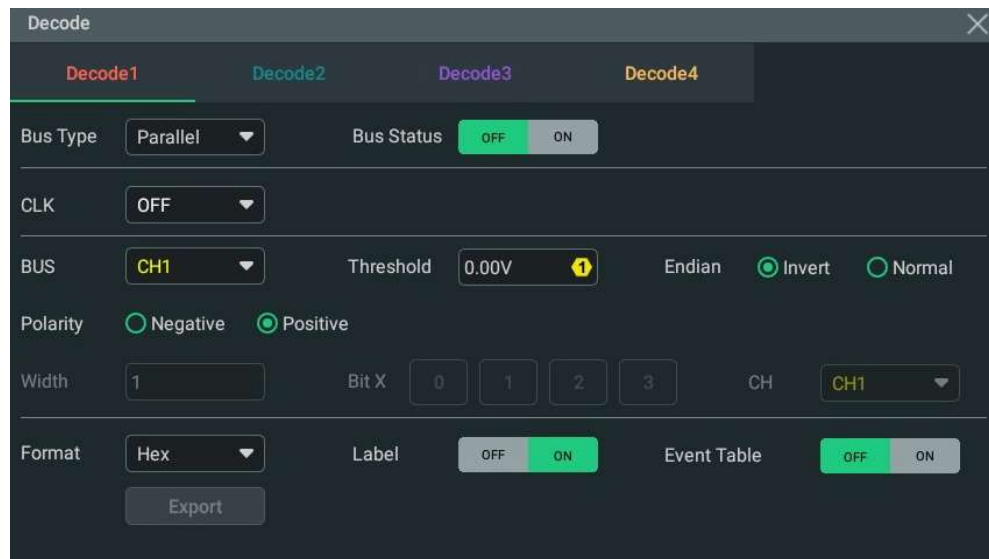 Decode
Decode1 Decode2 Decode3 Decode4
Bus Type Parallel Bus Status OFF ON
CLK OFF
BUS CH1 Threshold 0.00V 1 Endian Invert Normal
Polarity Negative Positive
Width 1 Bit X 0 1 2 3 CH CH1
Format Hex Label OFF ON Event Table OFF ON
Export